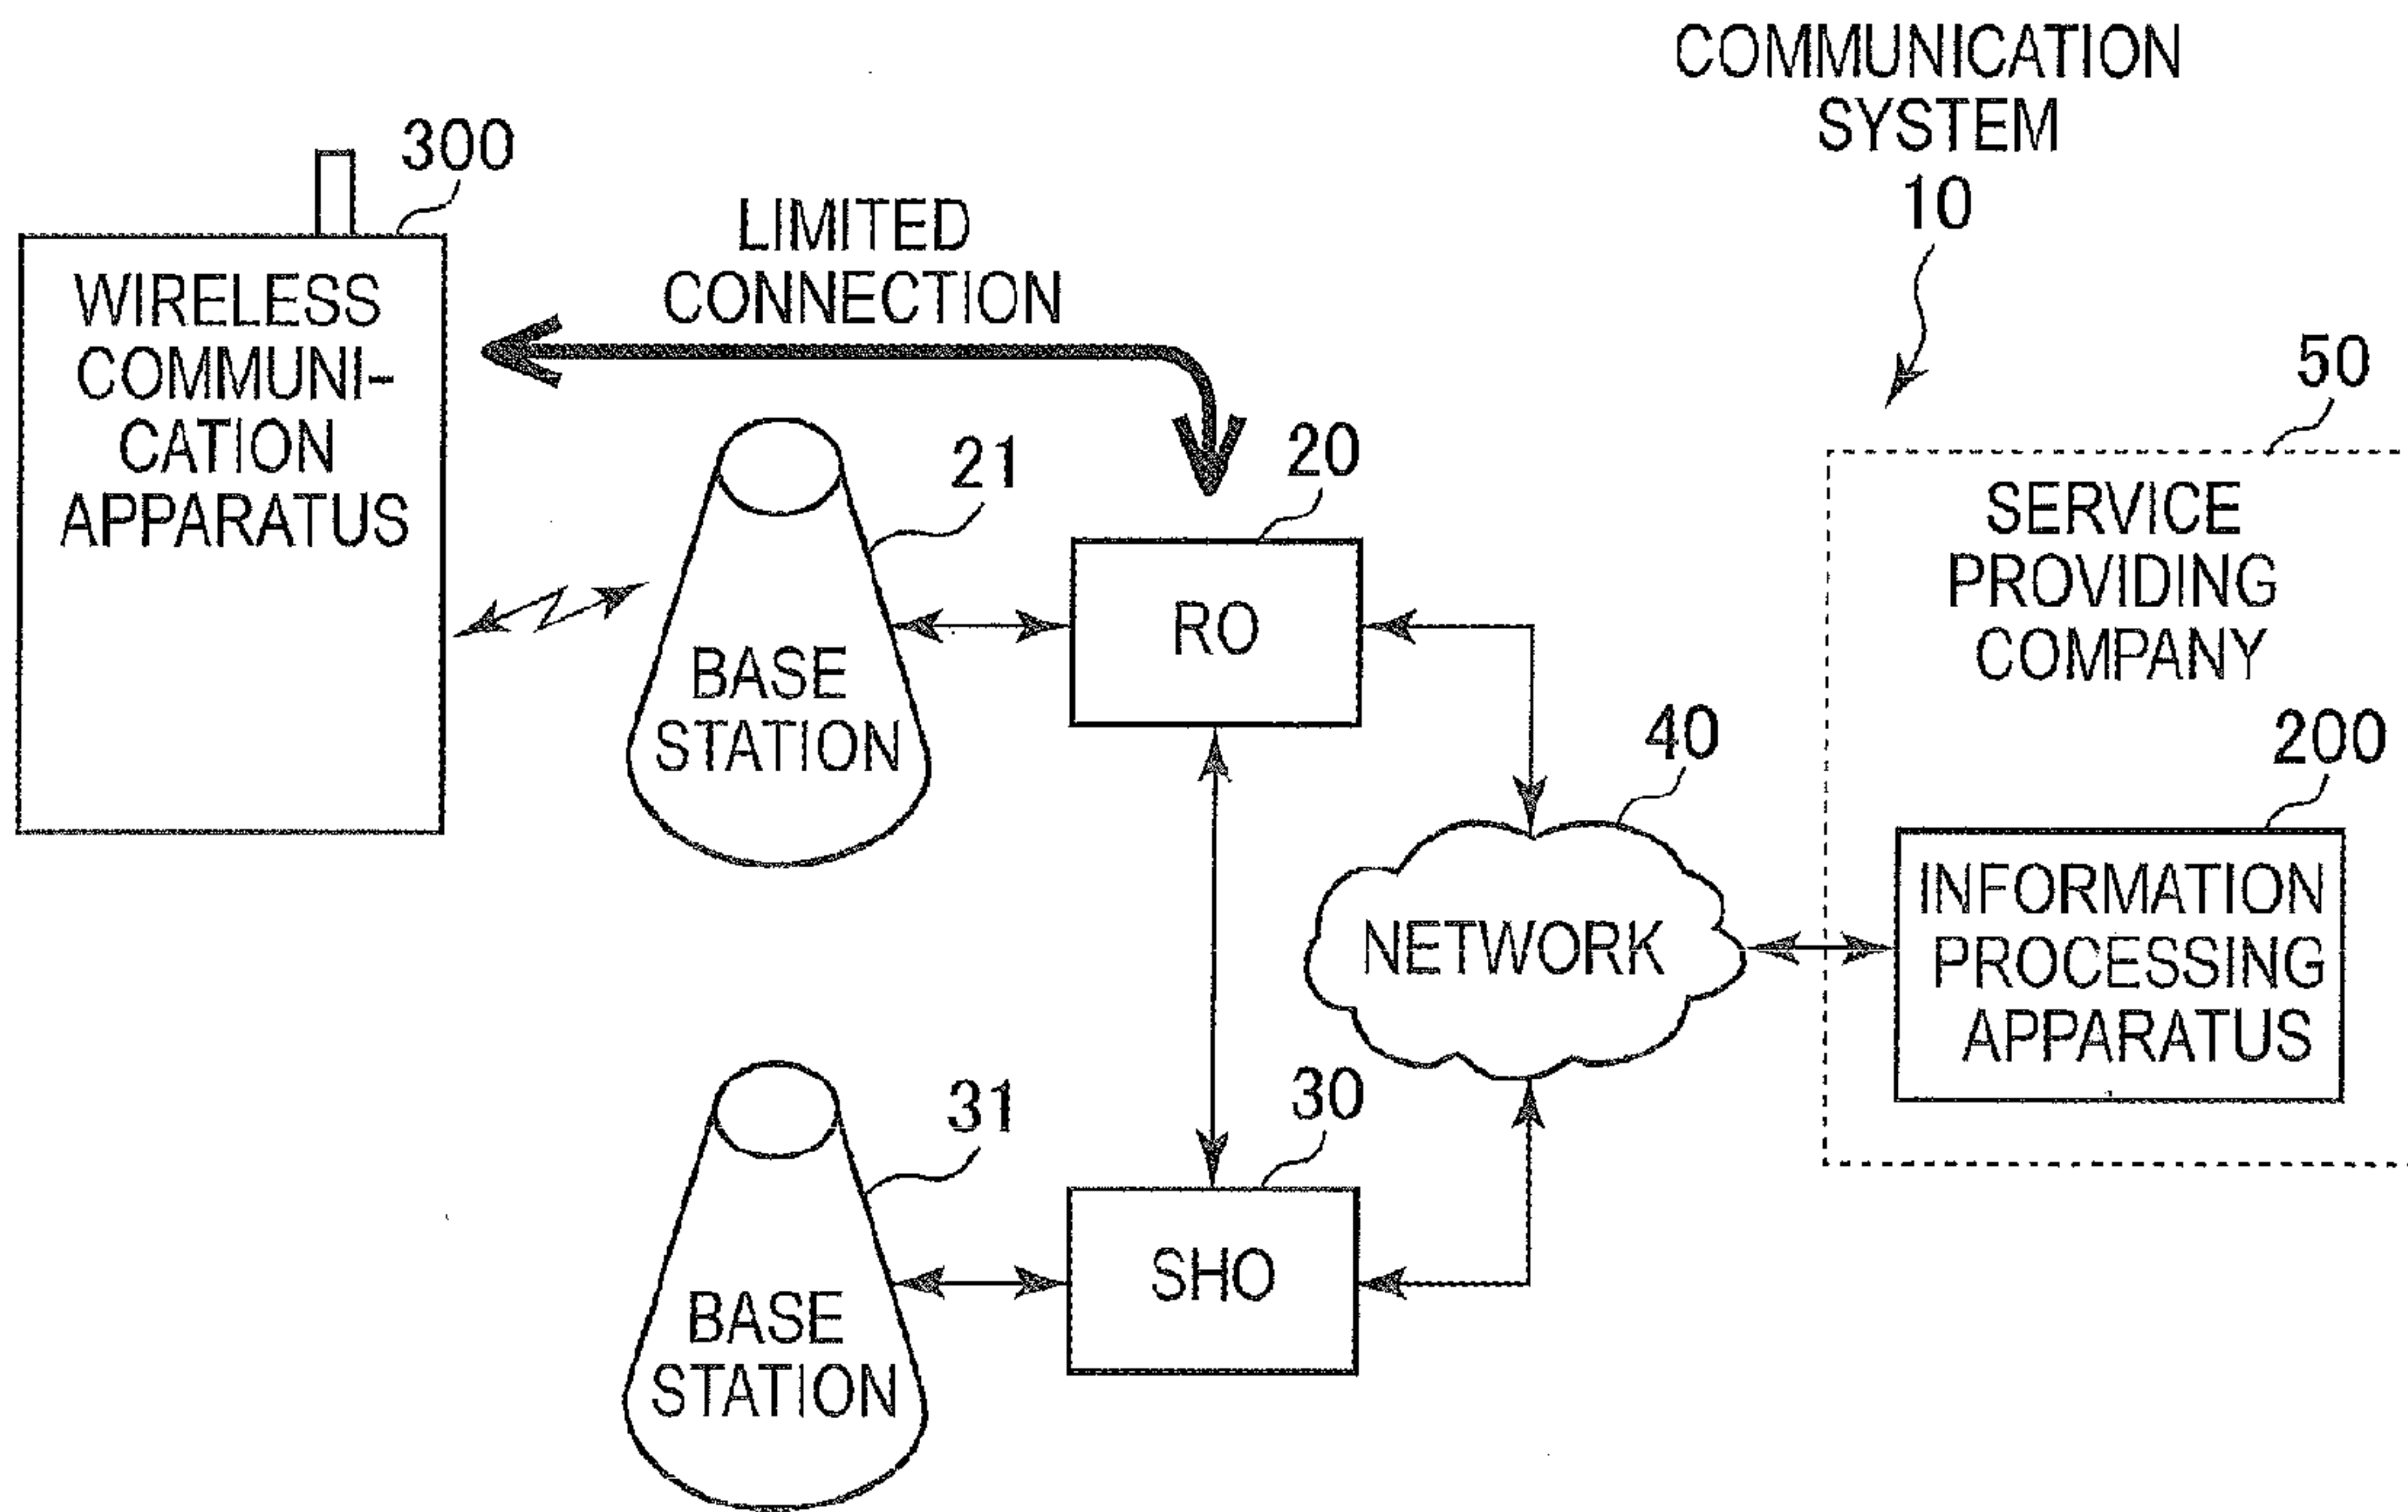 COMMUNICATION
SYSTEM
10
300
WIRELESS
COMMUNI-
CATION
APPARATUS
LIMITED
CONNECTION
21
BASE
STATION
20
RO
50
SERVICE
PROVIDING
COMPANY
200
INFORMATION
PROCESSING
APPARATUS
40
NETWORK
31
BASE
STATION
30
SHO